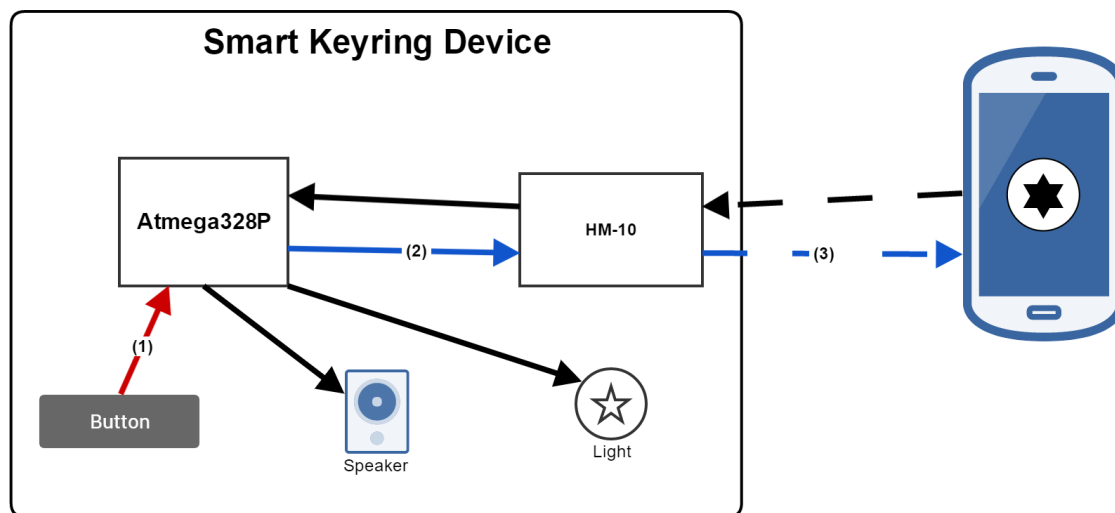 Smart Keyring Device
Atmega328P
HM-10
(2)
(3)
(1)
Button
Speaker
Light